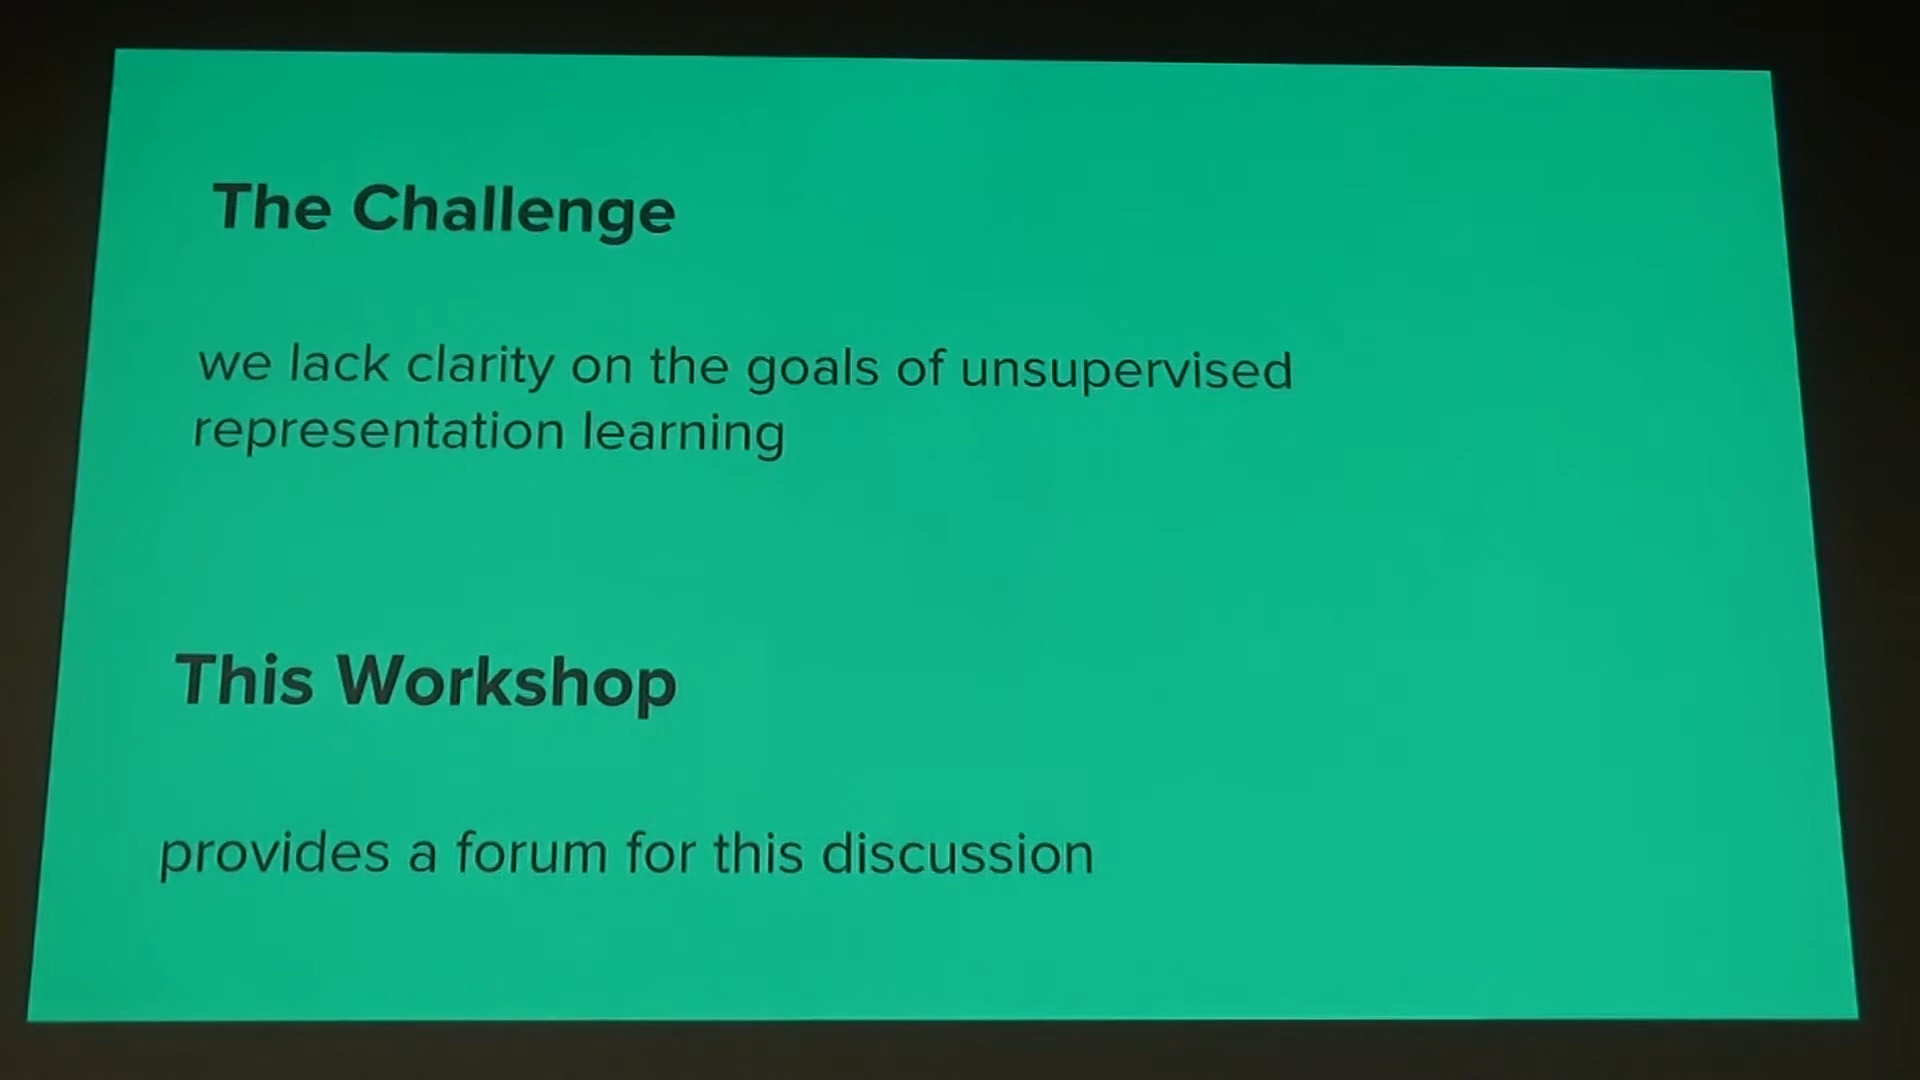 The Challenge
we lack clarity on the goals of unsupervised
representation learning
This Workshop
provides a forum for this discussion